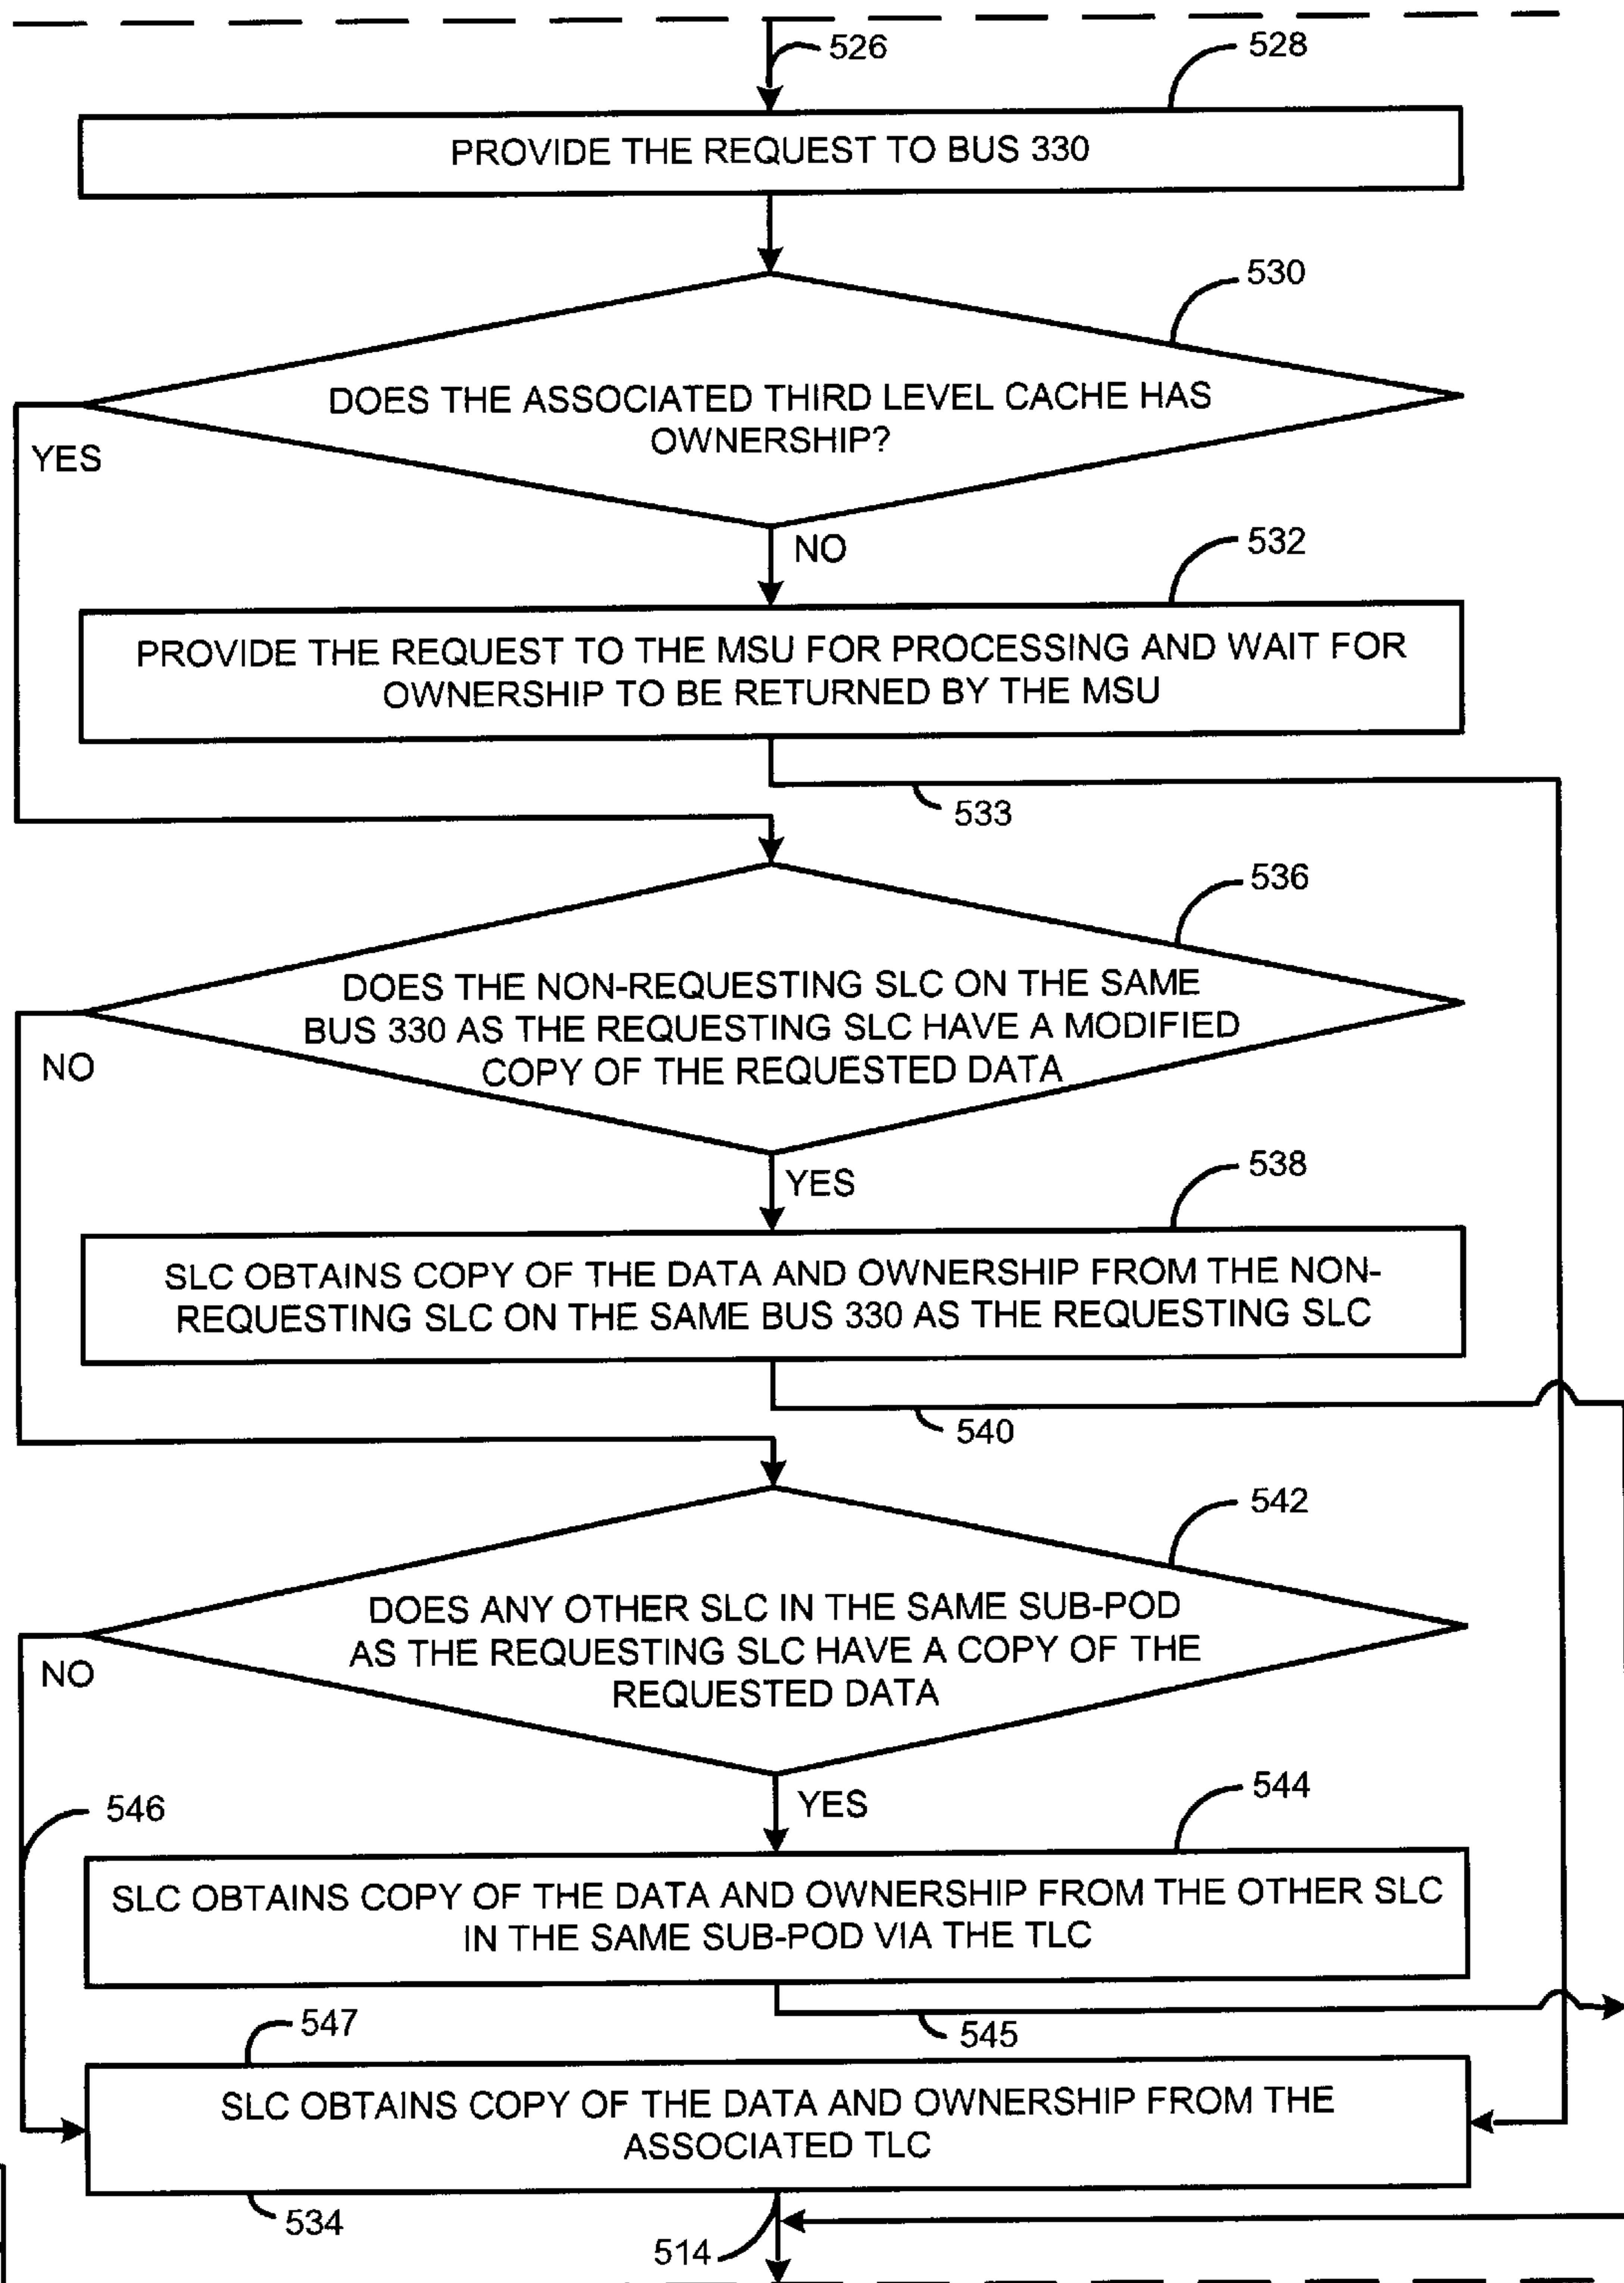 526
528
PROVIDE THE REQUEST TO BUS 330
530
DOES THE ASSOCIATED THIRD LEVEL CACHE HAS
OWNERSHIP?
YES
NO
532
PROVIDE THE REQUEST TO THE MSU FOR PROCESSING AND WAIT FOR
OWNERSHIP TO BE RETURNED BY THE MSU
533
536
DOES THE NON-REQUESTING SLC ON THE SAME
BUS 330 AS THE REQUESTING SLC HAVE A MODIFIED
COPY OF THE REQUESTED DATA
NO
YES
538
SLC OBTAINS COPY OF THE DATA AND OWNERSHIP FROM THE NON-
REQUESTING SLC ON THE SAME BUS 330 AS THE REQUESTING SLC
540
542
DOES ANY OTHER SLC IN THE SAME SUB-POD
AS THE REQUESTING SLC HAVE A COPY OF THE
REQUESTED DATA
NO
YES
544
546
SLC OBTAINS COPY OF THE DATA AND OWNERSHIP FROM THE OTHER SLC
IN THE SAME SUB-POD VIA THE TLC
545
547
SLC OBTAINS COPY OF THE DATA AND OWNERSHIP FROM THE
ASSOCIATED TLC
534
514